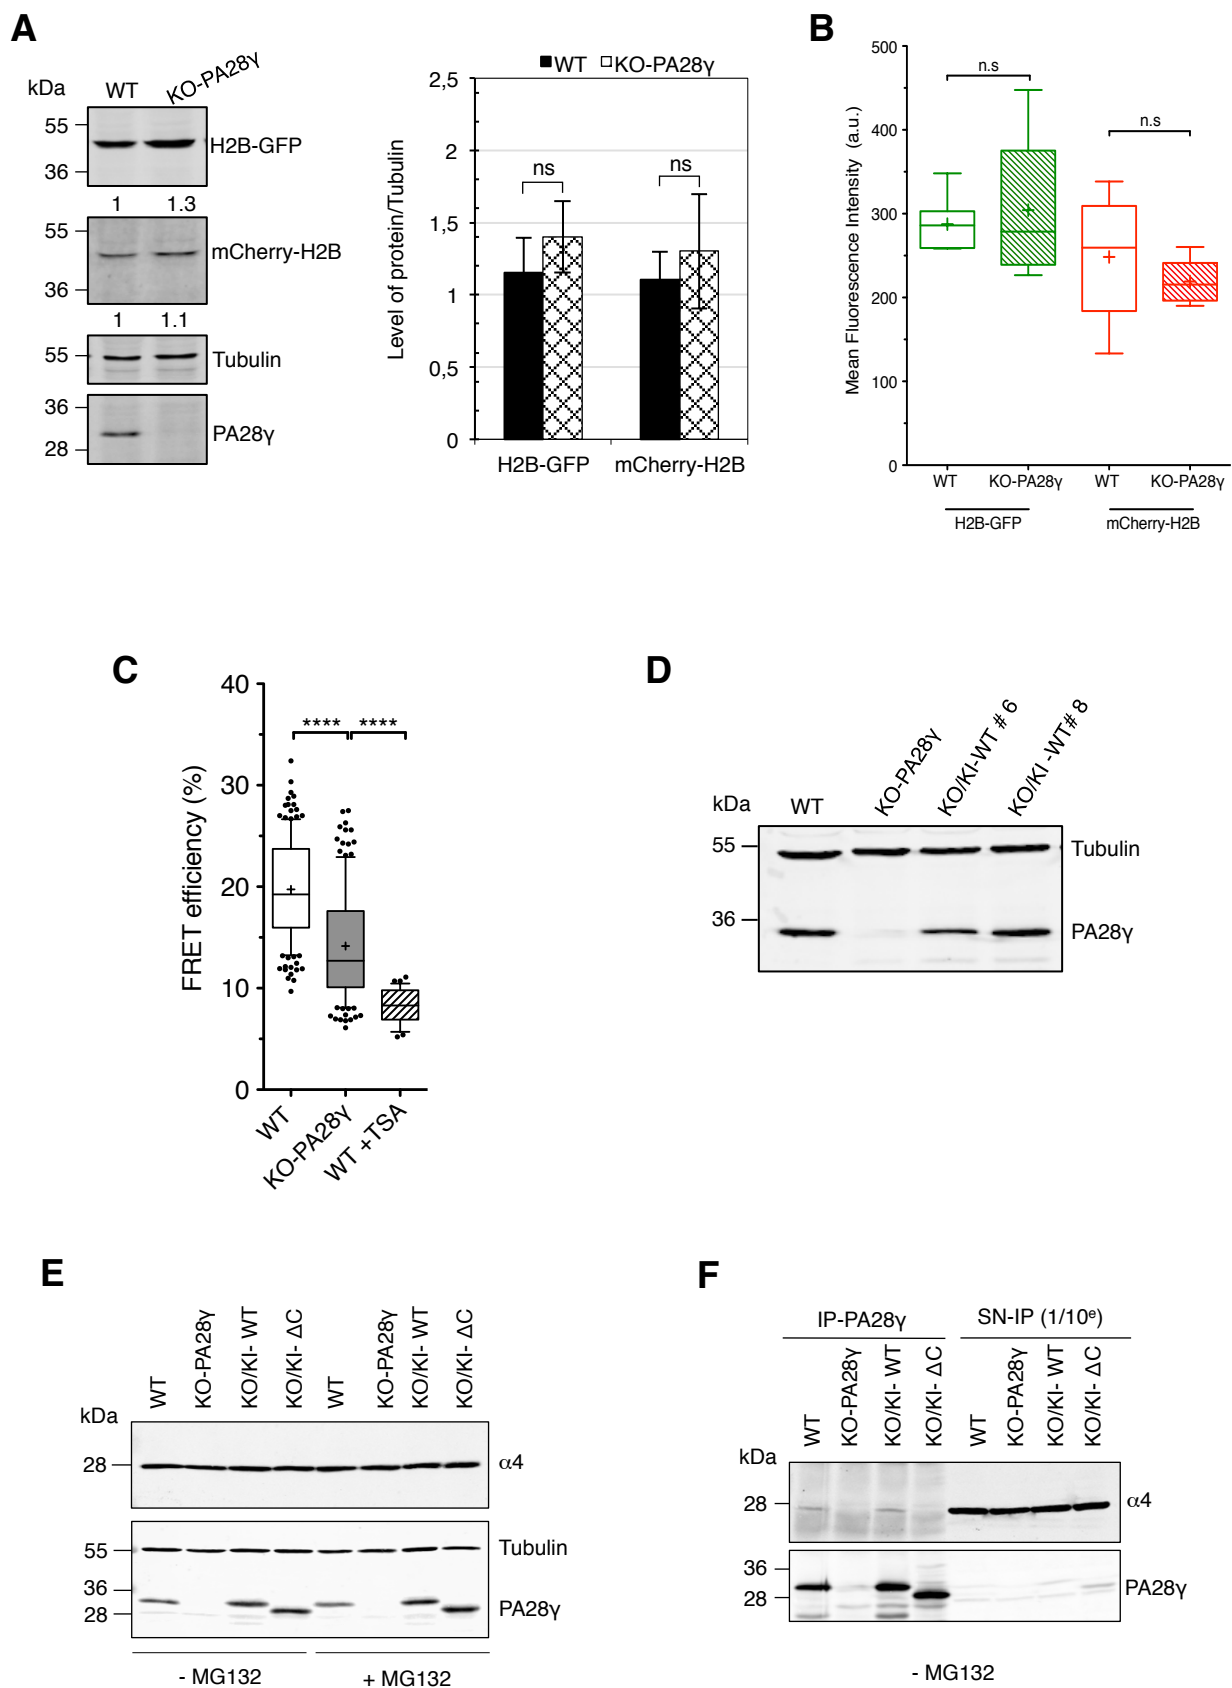 A
kDa
WT
KO-PA28γ
55
36
H2B-GFP
1 1.3
55
36
mCherry-H2B
1 1.1
55
Tubulin
36
28
PA28γ
WT KO-PA28γ
Level of protein/Tubulin
2,5
2
1,5
1
0,5
0
ns
ns
H2B-GFP mCherry-H2B
B
Mean Fluorescence Intensity (a.u.)
500
400
300
200
100
0
n.s
n.s
WT KO-PA28γ WT KO-PA28γ
H2B-GFP mCherry-H2B
C
FRET efficiency (%)
40
30
20
10
0
**** ****
WT
KO-PA28γ
WT +TSA
D
kDa
WT
KO-PA28γ
KO/KI-WT # 6
KO/KI -WT# 8
55
Tubulin
36
PA28γ
E
kDa
WT
KO-PA28γ
KO/KI- WT
KO/KI- ΔC
WT
KO-PA28γ
KO/KI- WT
KO/KI- ΔC
28
α4
55
Tubulin
36
28
PA28γ
- MG132 + MG132
F
IP-PA28γ SN-IP (1/10ᵉ)
kDa
WT
KO-PA28γ
KO/KI- WT
KO/KI- ΔC
WT
KO-PA28γ
KO/KI- WT
KO/KI- ΔC
28
α4
36
28
PA28γ
- MG132